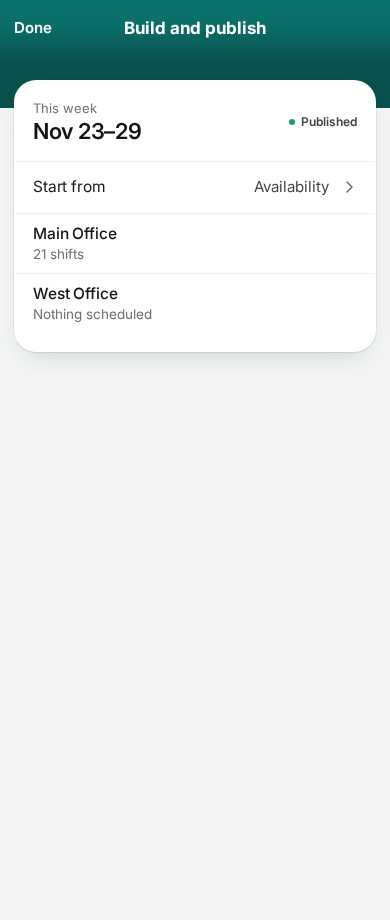 Done
Build and publish
This week
Nov 23–29
Published
Start from
Availability
Main Office
21 shifts
West Office
Nothing scheduled